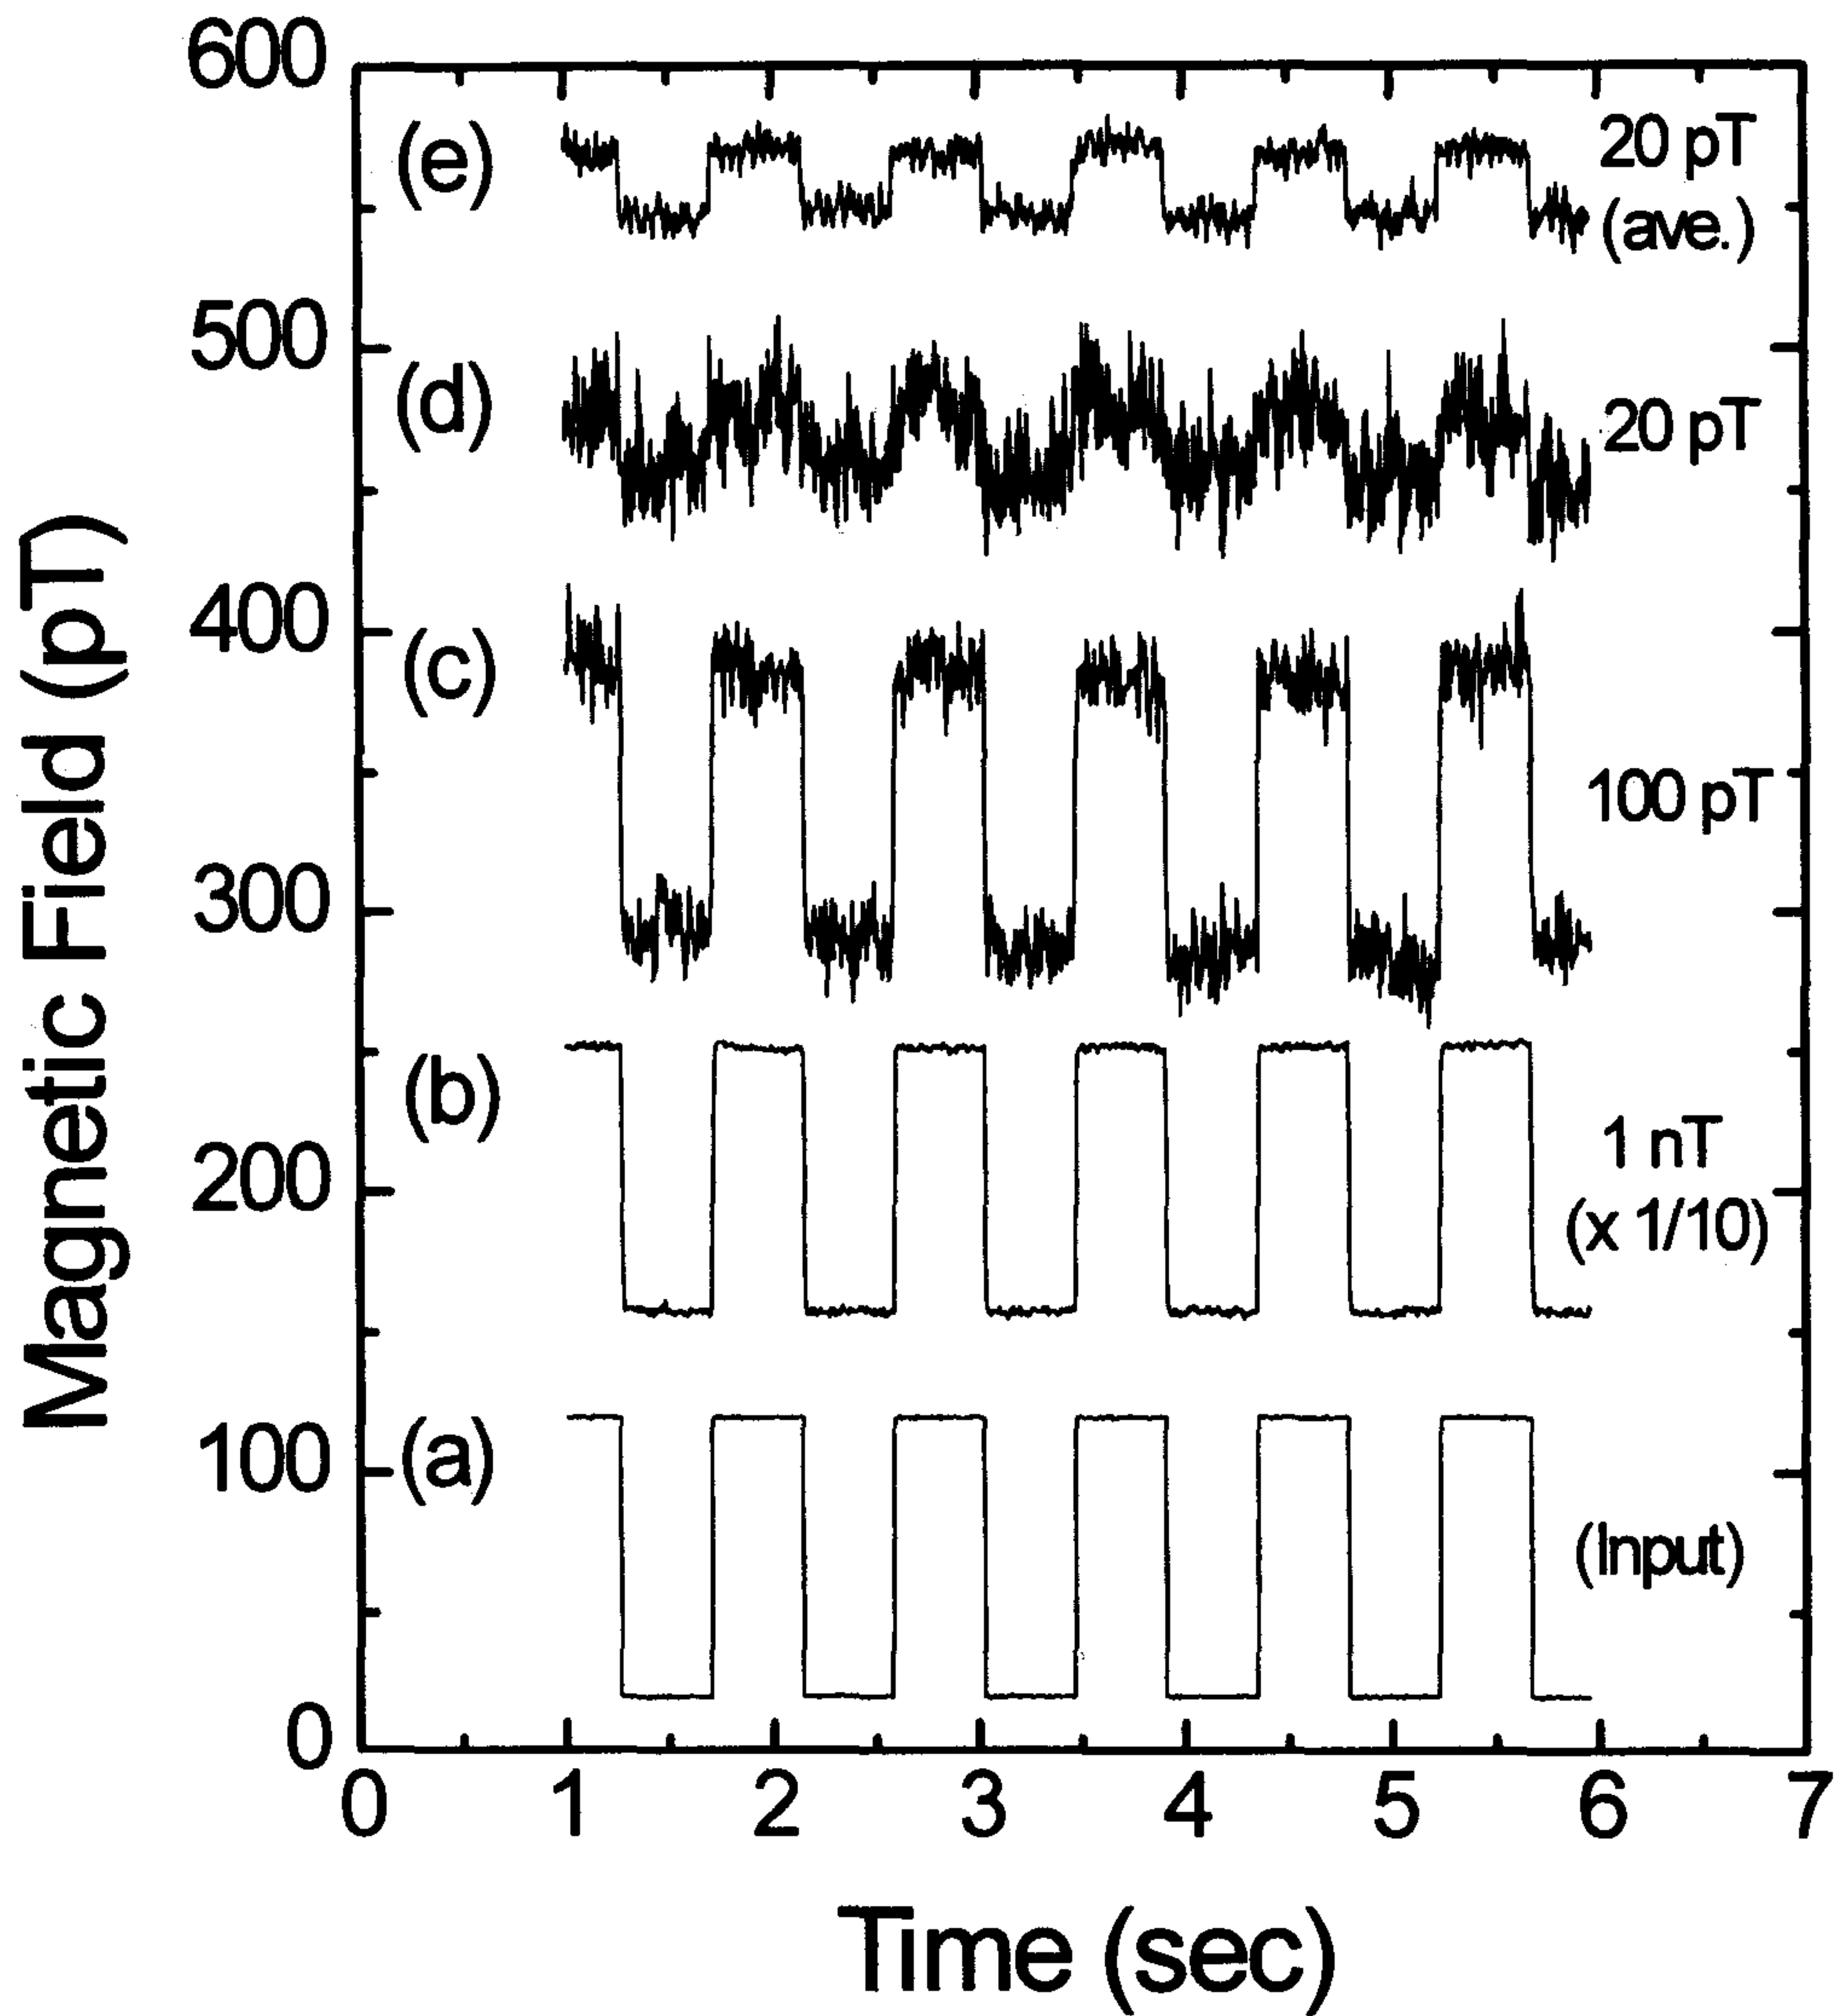 600
(e)
20 pT
(ave.)
500
(d)
20 pT
400
(c)
100 pT
300
(b)
1 nT
(x 1/10)
200
100
(a)
(Input)
0
0 1 2 3 4 5 6 7
Time (sec)
Magnetic Field (pT)